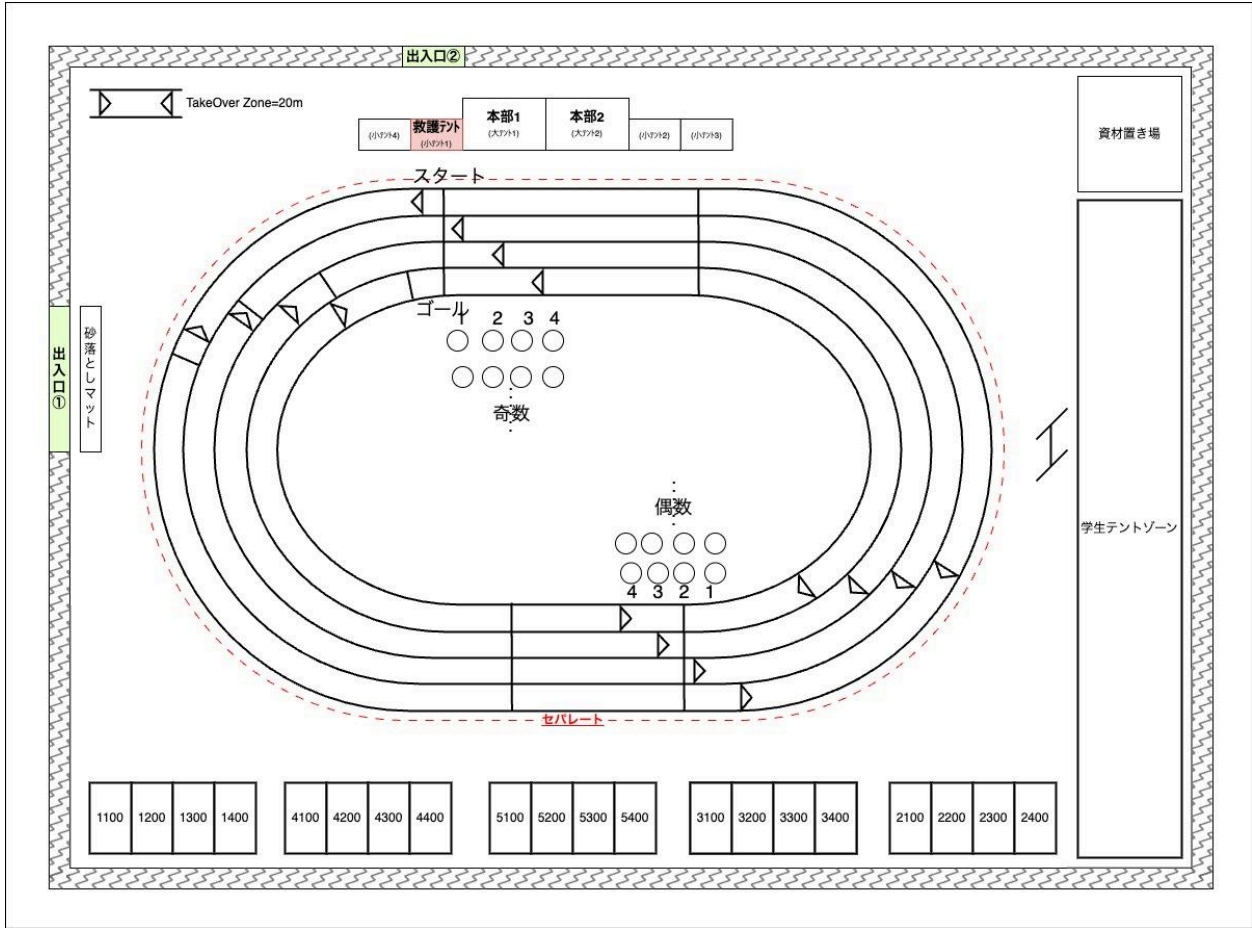 出入口②
TakeOver Zone=20m
(小テント4)
救護テント
(小テント1)
本部1
(大テント1)
本部2
(大テント2)
(小テント2)
(小テント3)
資材置き場
スタート
ゴール
1 2 3 4
奇数
出入口①
砂落としマット
偶数
4 3 2 1
学生テントゾーン
セパレート
1100 1200 1300 1400
4100 4200 4300 4400
5100 5200 5300 5400
3100 3200 3300 3400
2100 2200 2300 2400